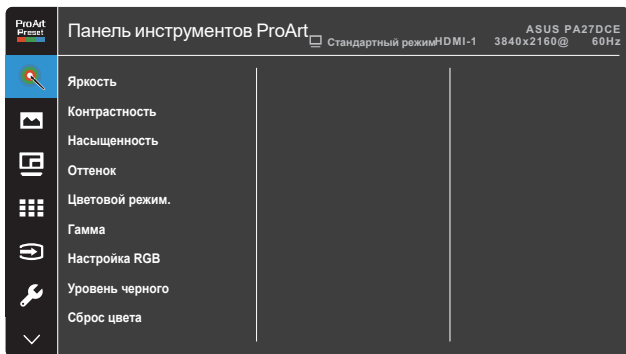 ProArt
Preset
Панель инструментов ProArt
Стандартный режим HDMI-1
ASUS PA27DCE
3840x2160@ 60Hz
Яркость
Контрастность
Насыщенность
Оттенок
Цветовой режим.
Гамма
Настройка RGB
Уровень черного
Сброс цвета